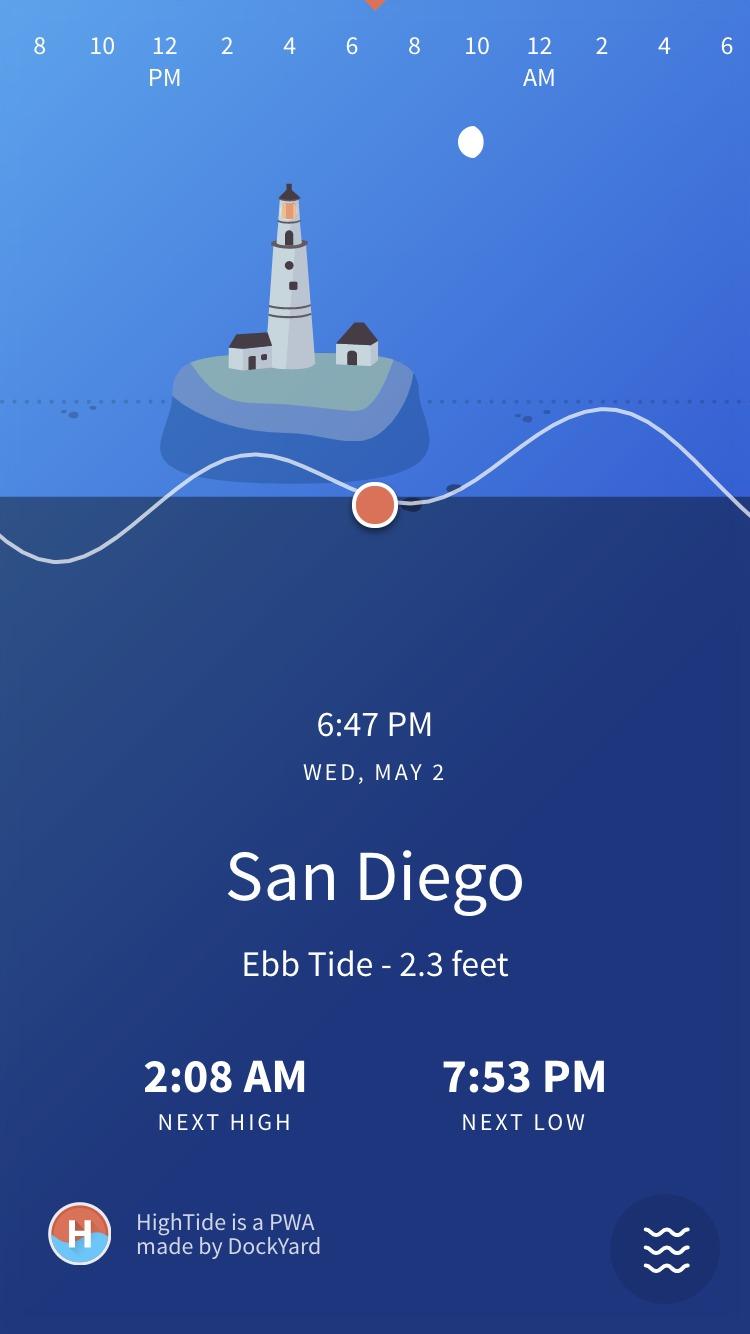 8 10 12 2 4 6 8 10 12 2 4 6
PM AM
6:47 PM
WED, MAY 2
San Diego
Ebb Tide - 2.3 feet
2:08 AM 7:53 PM
NEXT HIGH NEXT LOW
H
HighTide is a PWA
made by DockYard